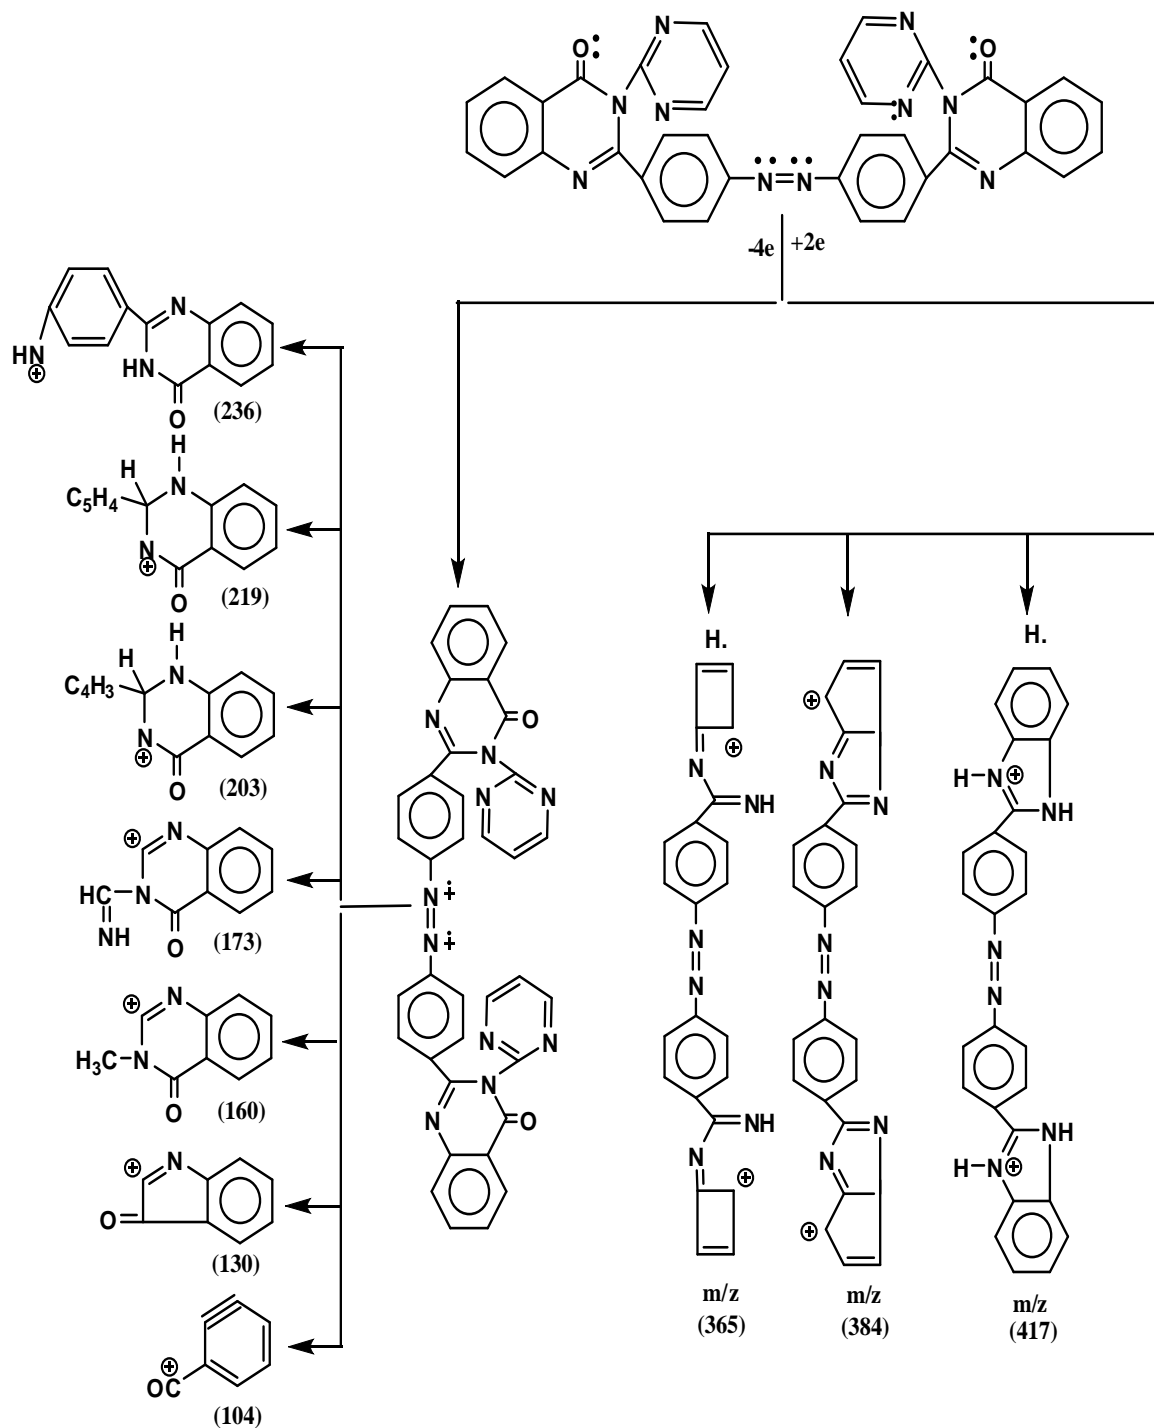 O:
N
N
N
N
N=N
N
:O
N
N
N
N
-4e +2e
HN
+
N
HN
O
(236)
H
H
N
C5H4
N
+
O
(219)
H
H
N
C4H3
N
+
O
(203)
+
N
HC
N
NH
O
(173)
+
N
N
H3C
O
(160)
+
N
O
(130)
+
OC
(104)
N
O
N
N
N
N
N
N
N
N
N
N
O
H.
+
N
NH
N
N
NH
N
+
m/z
(365)
+
N
N
N
N
N
N
+
m/z
(384)
H.
H-N
+
NH
N
N
NH
H-N
+
m/z
(417)